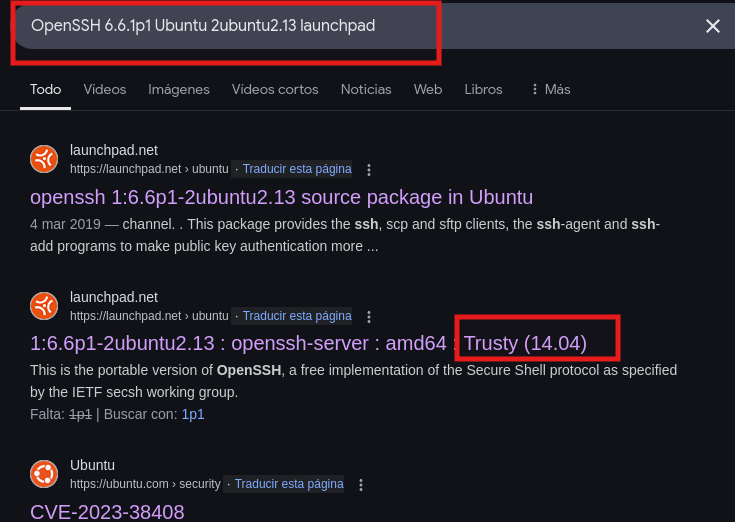 OpenSSH 6.6.1p1 Ubuntu 2ubuntu2.13 launchpad
Todo Vídeos Imágenes Vídeos cortos Noticias Web Libros Más
launchpad.net
https://launchpad.net › ubuntu · Traducir esta página
openssh 1:6.6p1-2ubuntu2.13 source package in Ubuntu
4 mar 2019 — channel. . This package provides the ssh, scp and sftp clients, the ssh-agent and ssh-
add programs to make public key authentication more ...
launchpad.net
https://launchpad.net › ubuntu · Traducir esta página
1:6.6p1-2ubuntu2.13 : openssh-server : amd64 : Trusty (14.04)
This is the portable version of OpenSSH, a free implementation of the Secure Shell protocol as specified
by the IETF secsh working group.
Falta: 1p1 | Buscar con: 1p1
Ubuntu
https://ubuntu.com › security · Traducir esta página
CVE-2023-38408